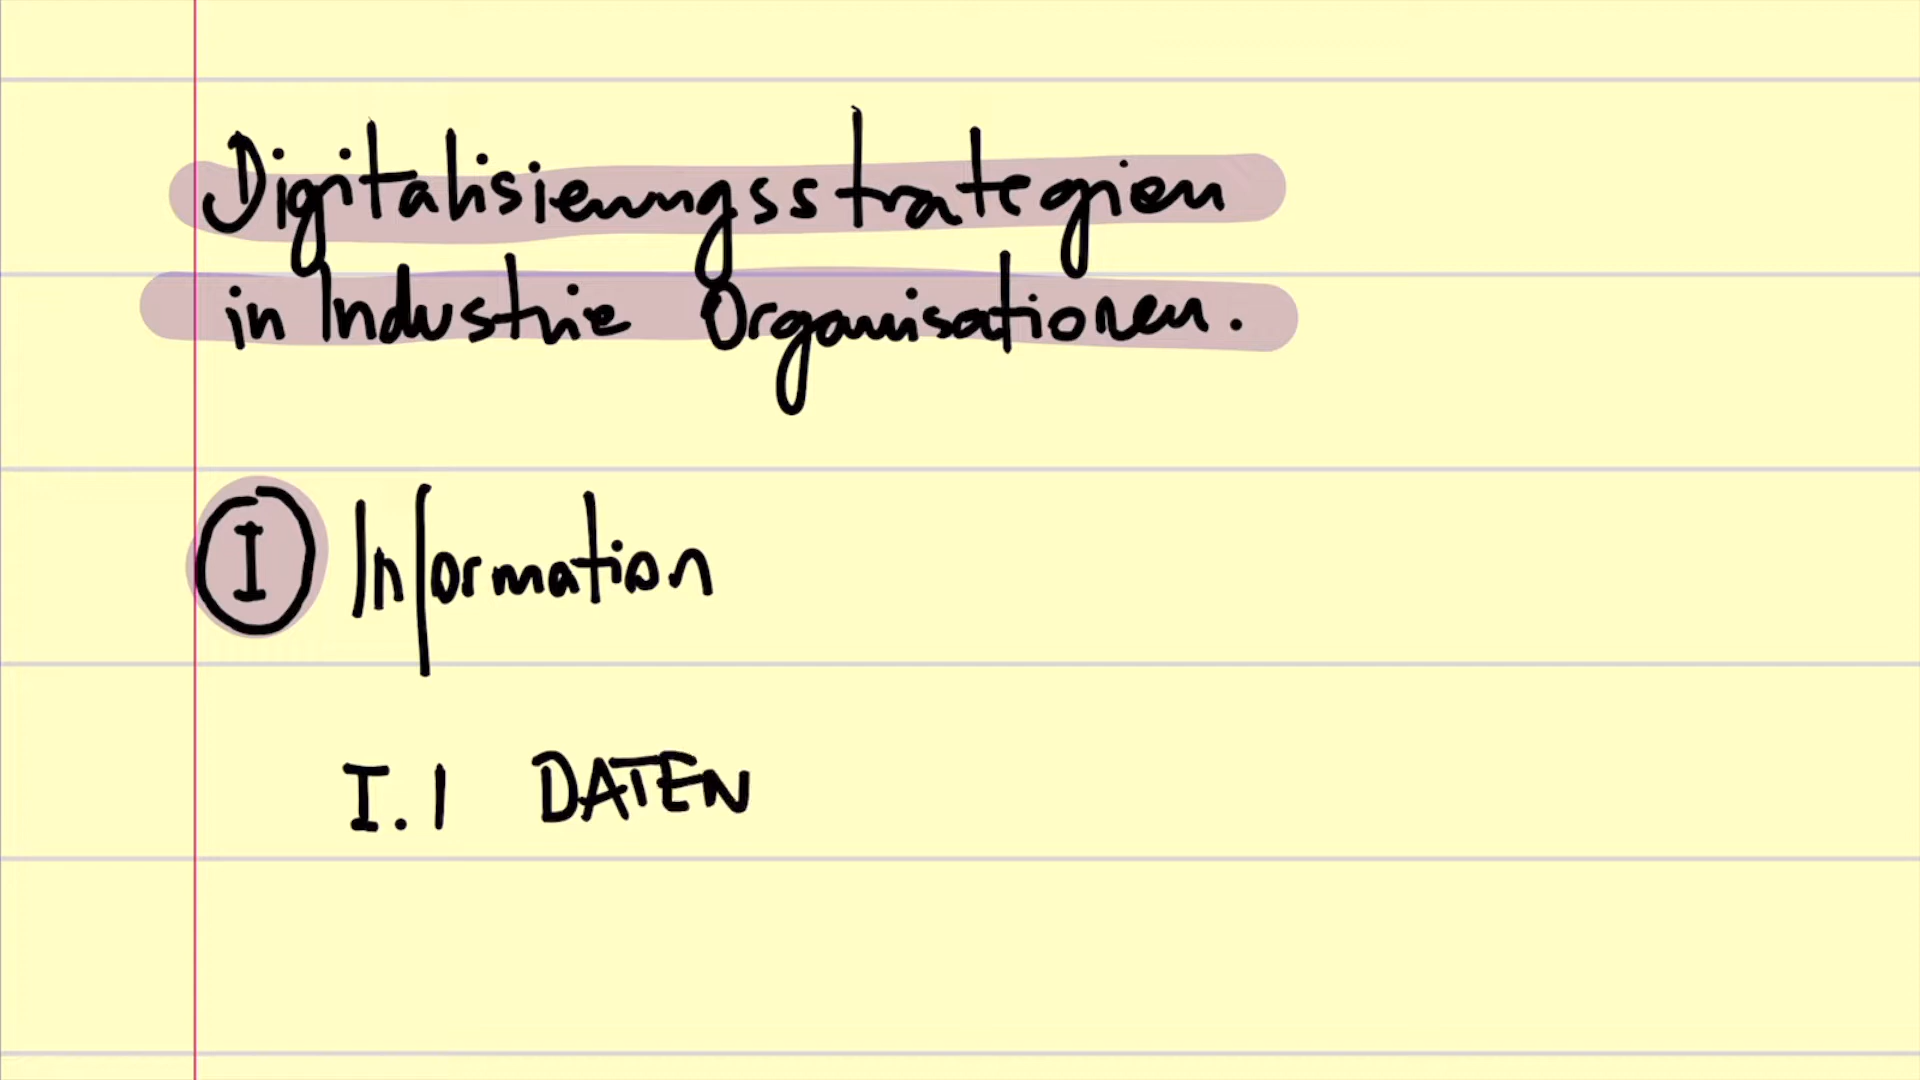 Digitalisierungsstrategien
in Industrie Organisationen.
I Information
I.1 DATEN